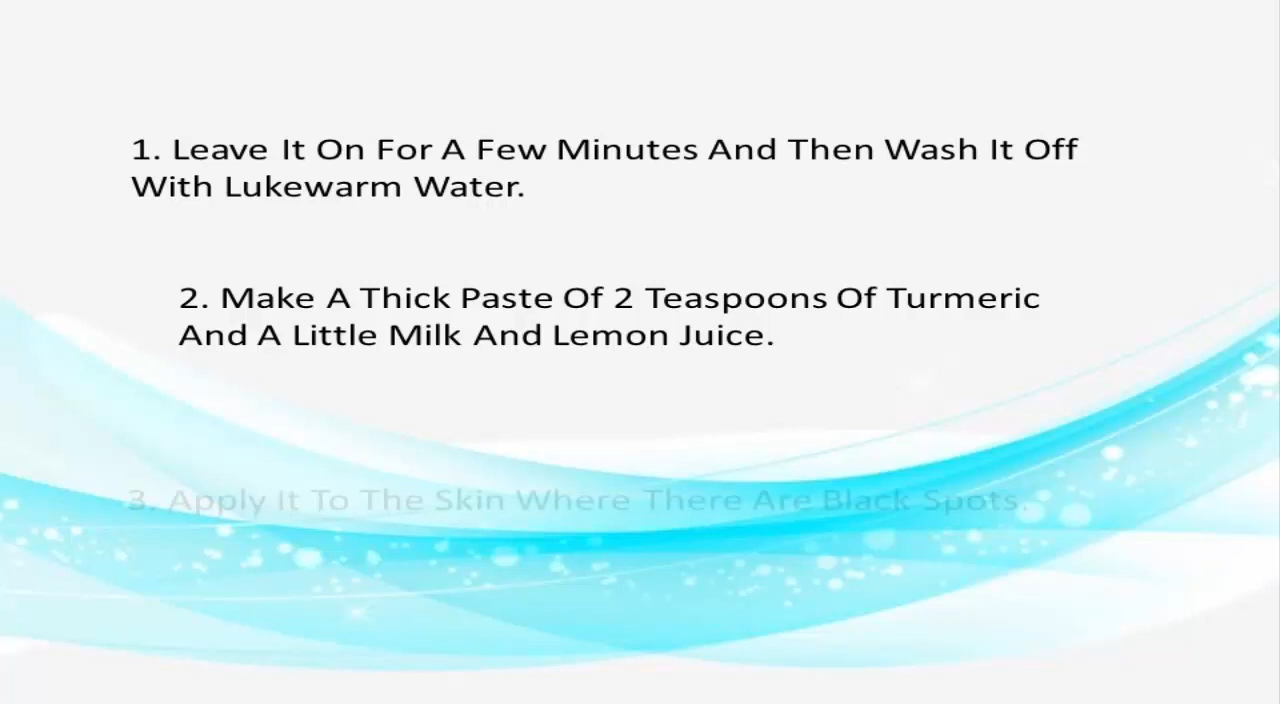 1. Leave It On For A Few Minutes And Then Wash It Off
With Lukewarm Water.
2. Make A Thick Paste Of 2 Teaspoons Of Turmeric
And A Little Milk And Lemon Juice.
3. Apply It To The Skin Where There Are Black Spots.